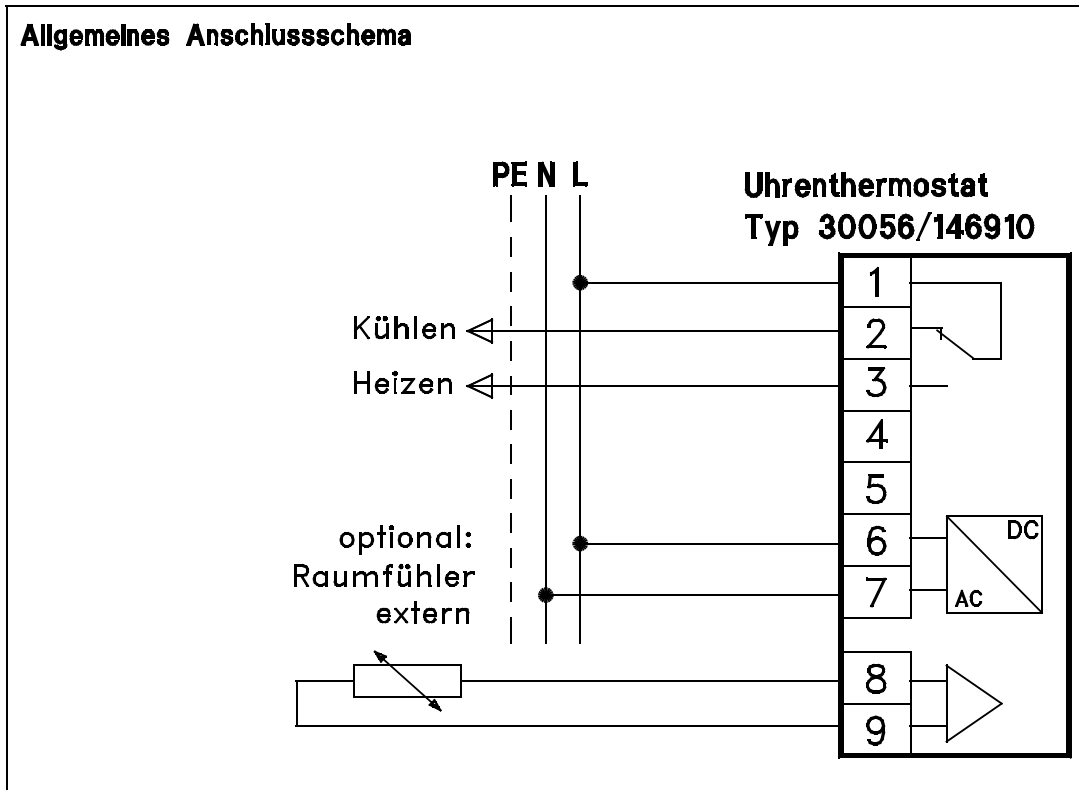 Allgemeines Anschlussschema
PE N L
Uhrenthermostat
Typ 30056/146910
1
Kühlen
2
Heizen
3
4
5
optional:
Raumfühler
extern
6
DC
7
AC
8
9